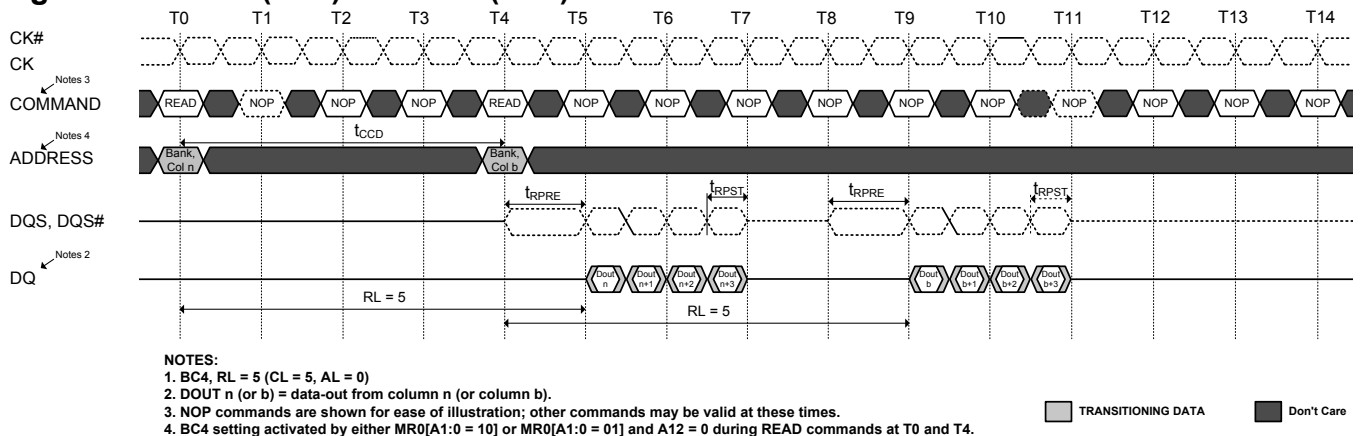 T0 T1 T2 T3 T4 T5 T6 T7 T8 T9 T10 T11 T12 T13 T14
CK#
CK
Notes 3
COMMAND READ NOP NOP NOP READ NOP NOP NOP NOP NOP NOP NOP NOP NOP NOP
tCCD
Notes 4
ADDRESS Bank, Col n Bank, Col b
tRPRE tRPST tRPRE tRPST
DQS, DQS#
Notes 2
DQ Dout n Dout n+1 Dout n+2 Dout n+3 Dout b Dout b+1 Dout b+2 Dout b+3
RL = 5
RL = 5
NOTES:
1. BC4, RL = 5 (CL = 5, AL = 0)
2. DOUT n (or b) = data-out from column n (or column b).
3. NOP commands are shown for ease of illustration; other commands may be valid at these times.
4. BC4 setting activated by either MR0[A1:0 = 10] or MR0[A1:0 = 01] and A12 = 0 during READ commands at T0 and T4.
TRANSITIONING DATA Don't Care